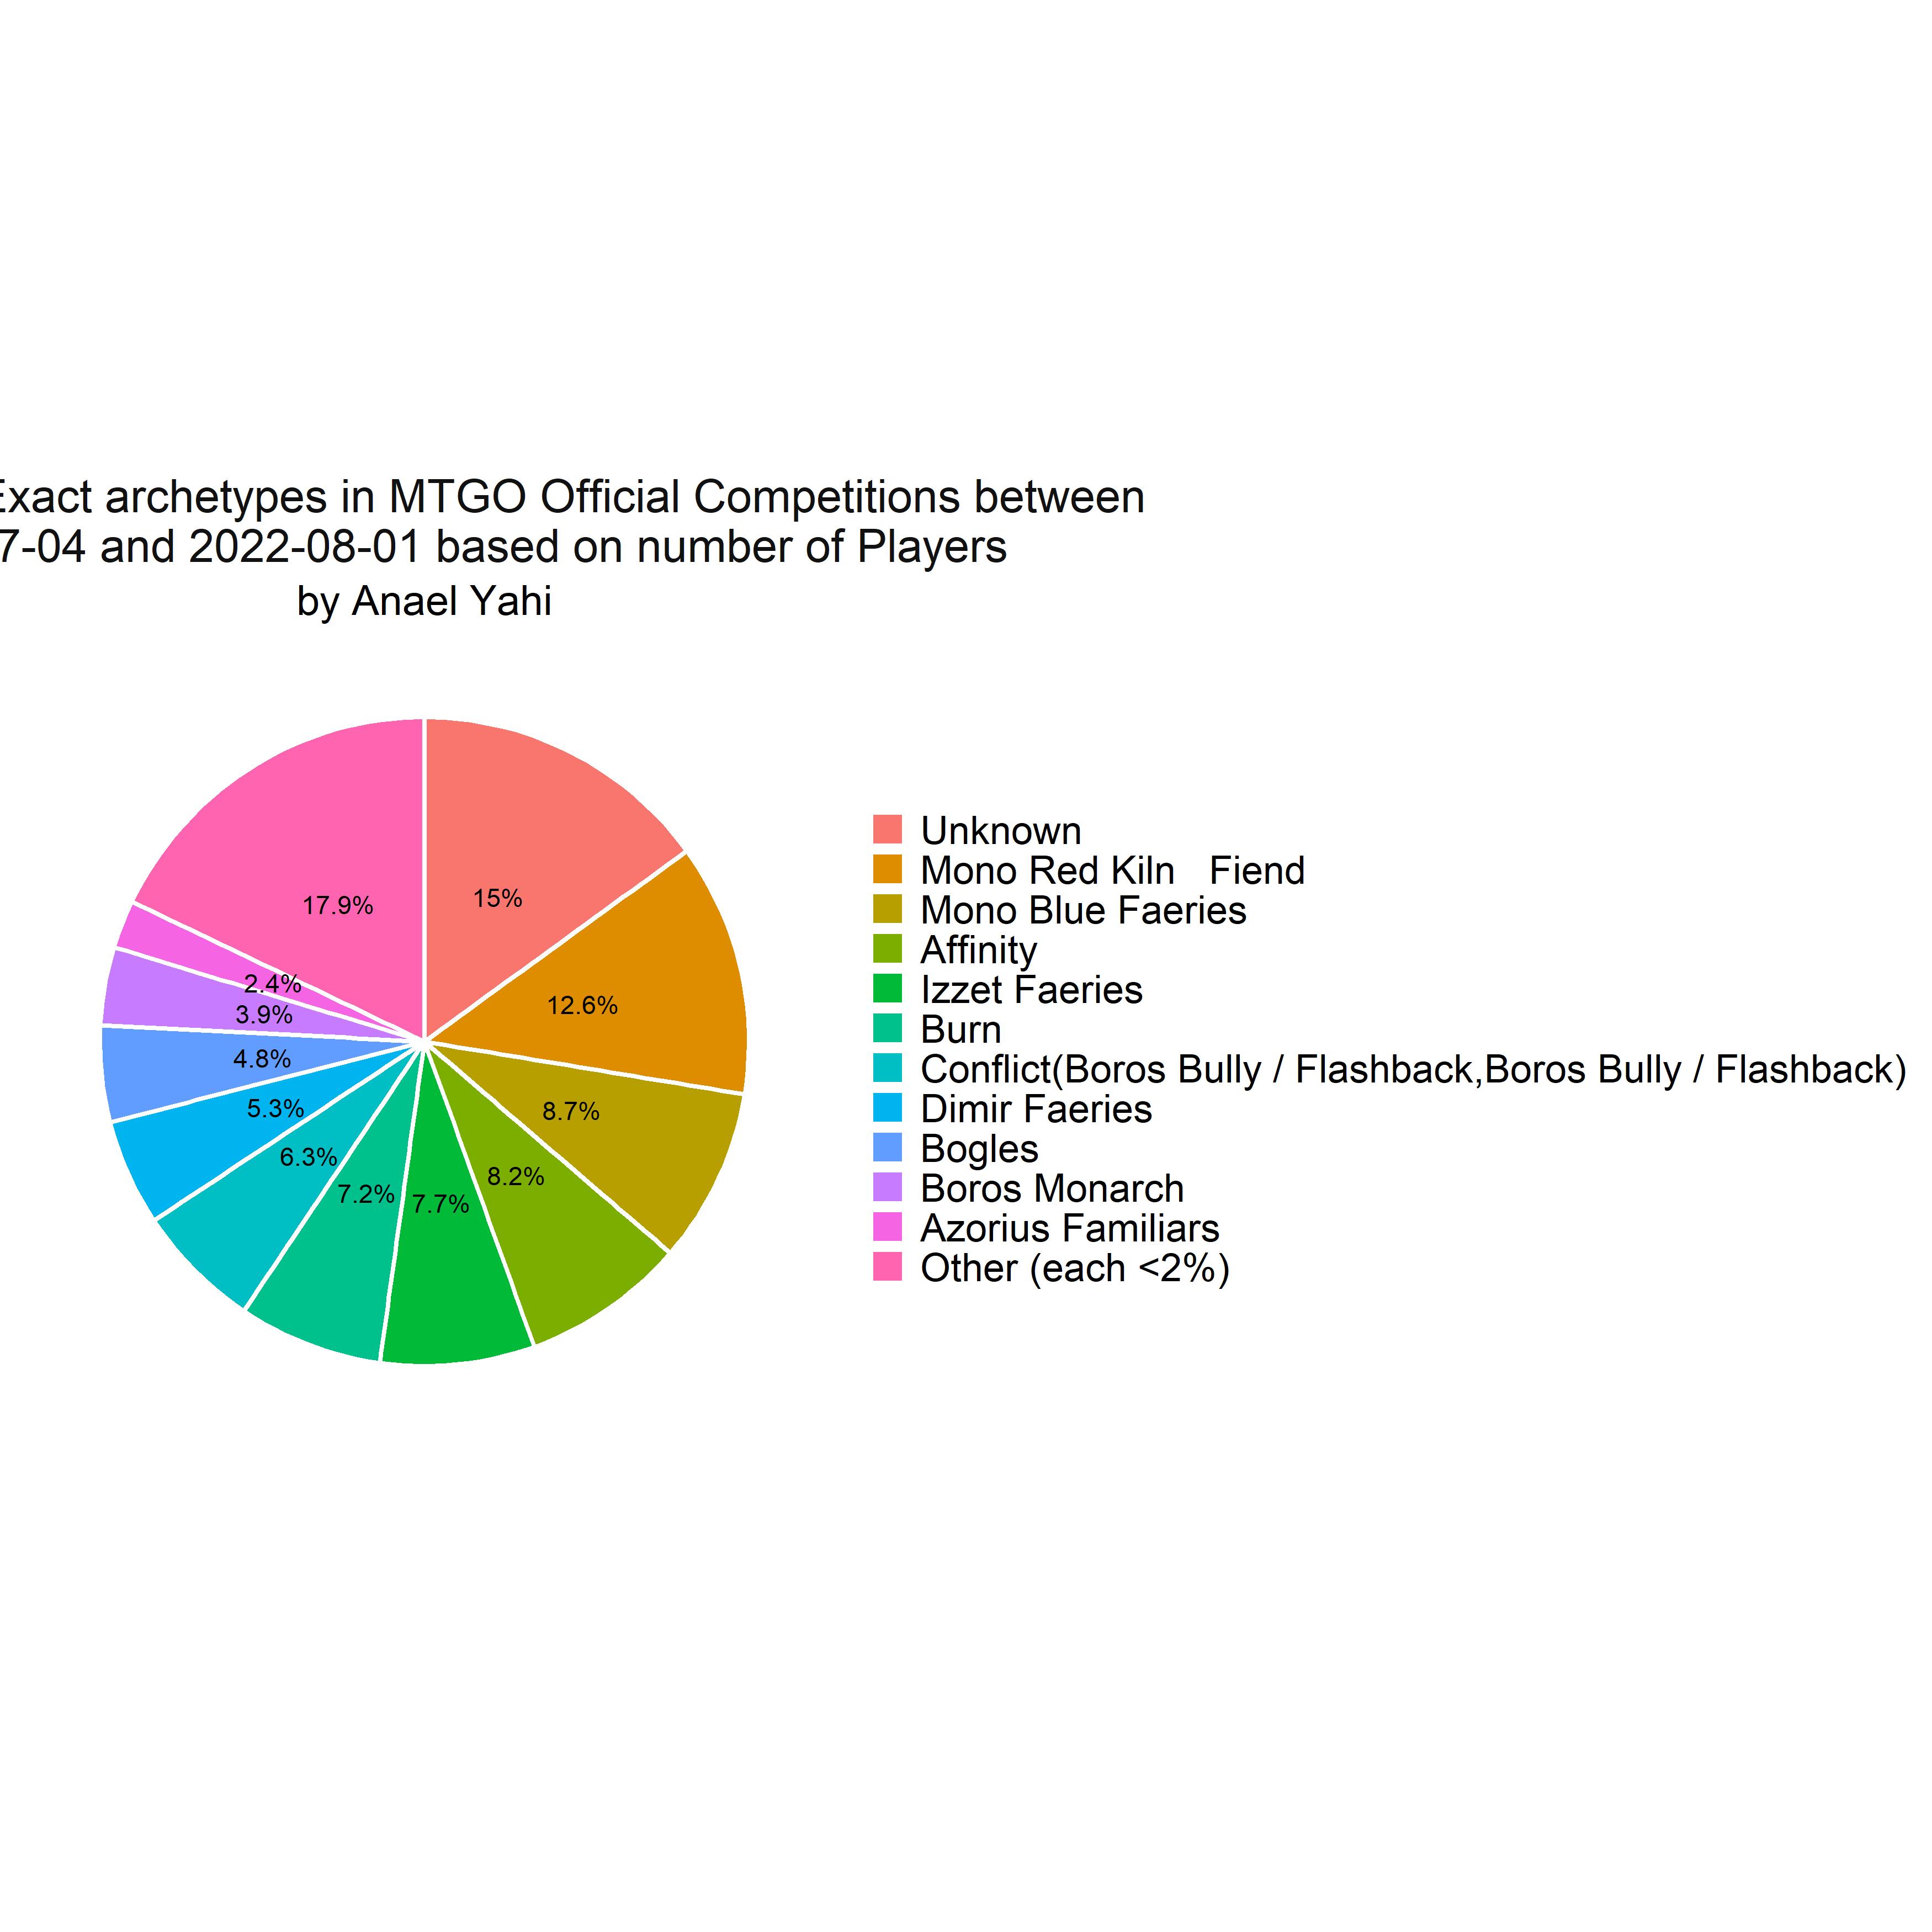 Exact archetypes in MTGO Official Competitions between
7-04 and 2022-08-01 based on number of Players
by Anael Yahi
17.9%
15%
2.4%
12.6%
3.9%
4.8%
8.7%
5.3%
6.3%
8.2%
7.2%
7.7%
Unknown
Mono Red Kiln   Fiend
Mono Blue Faeries
Affinity
Izzet Faeries
Burn
Conflict(Boros Bully / Flashback,Boros Bully / Flashback)
Dimir Faeries
Bogles
Boros Monarch
Azorius Familiars
Other (each <2%)